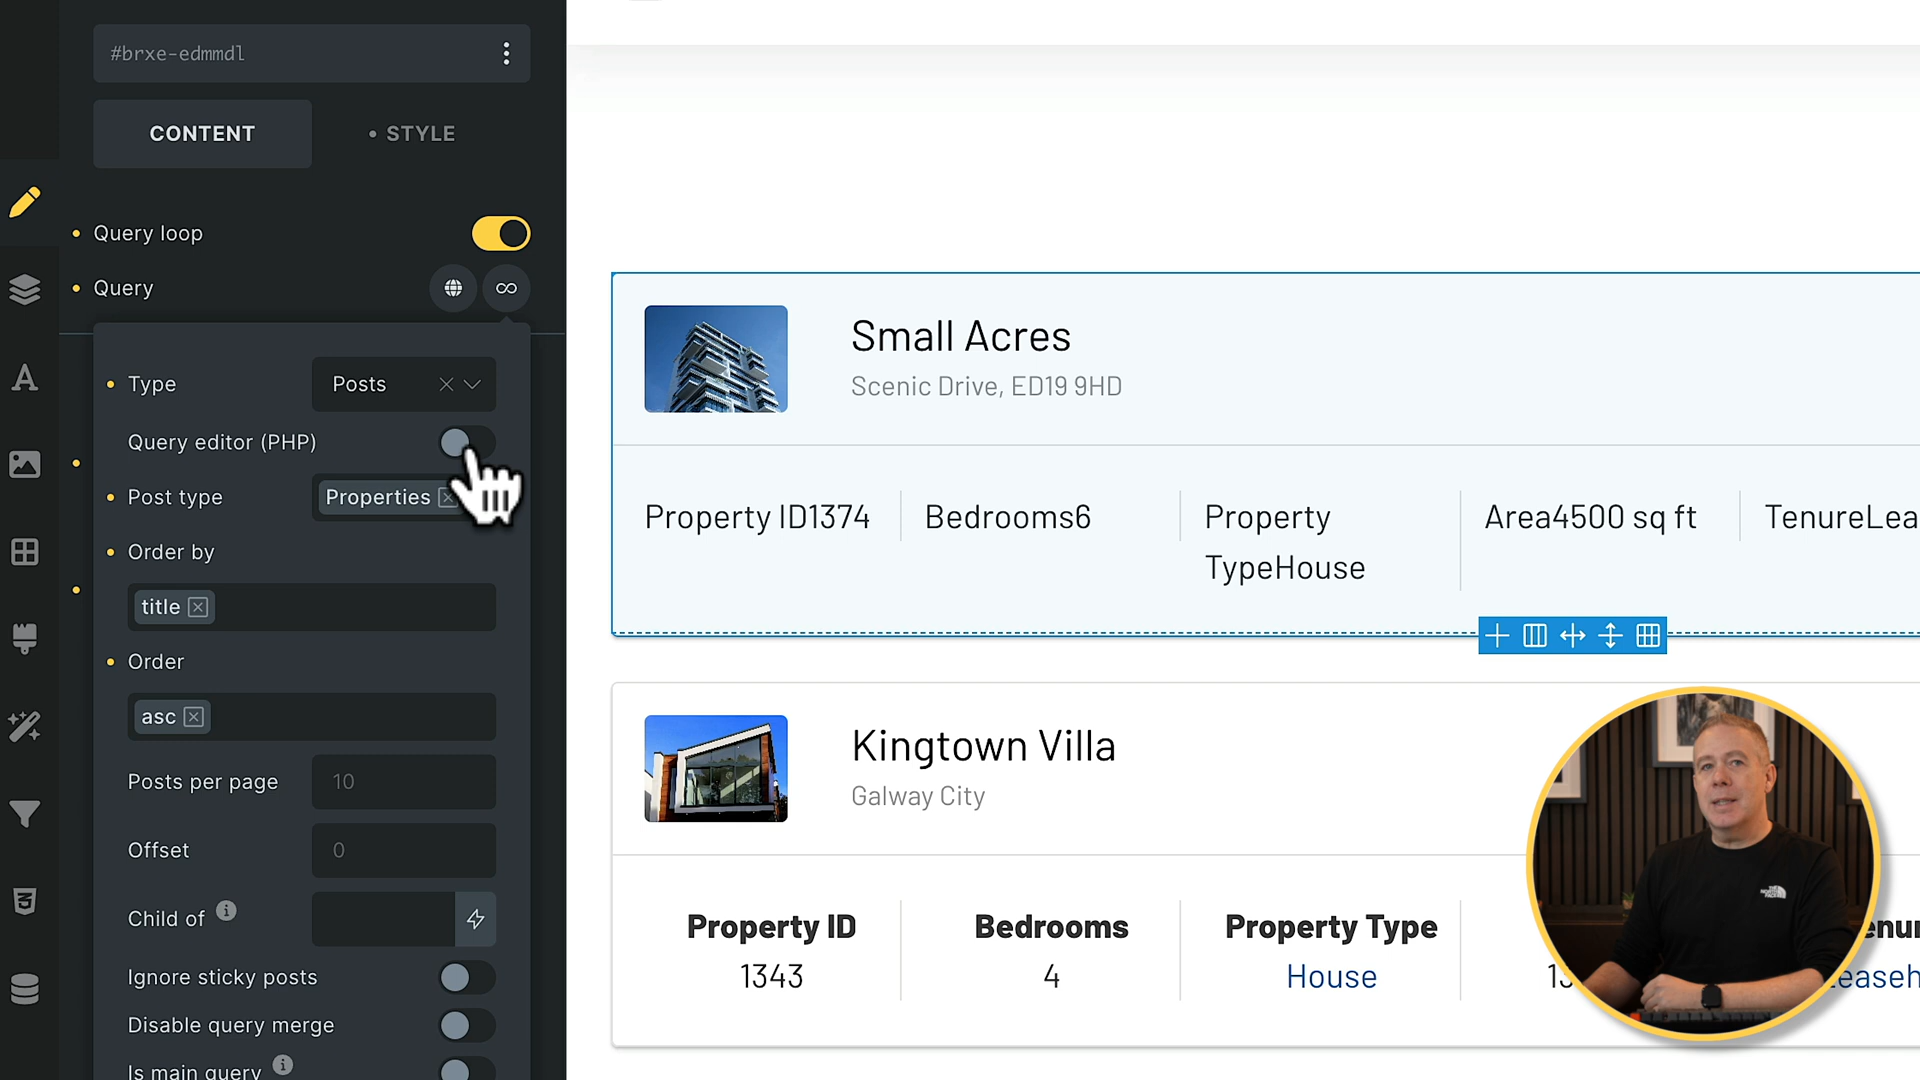 #brxe-edmmdl
CONTENT
STYLE
Query loop
Query
Type
Posts
Query editor (PHP)
Post type
Properties
Order by
title
Order
asc
Posts per page
10
Offset
0
Child of
Ignore sticky posts
Disable query merge
Is main query
Small Acres
Scenic Drive, ED19 9HD
Property ID1374
Bedrooms6
Property
TypeHouse
Area4500 sq ft
TenureLea
Kingtown Villa
Galway City
Property ID
1343
Bedrooms
4
Property Type
House